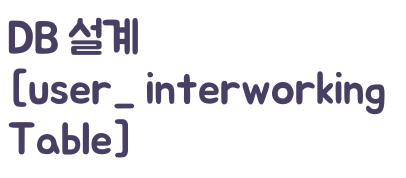 DB 설계
[user_ interworking
Table]